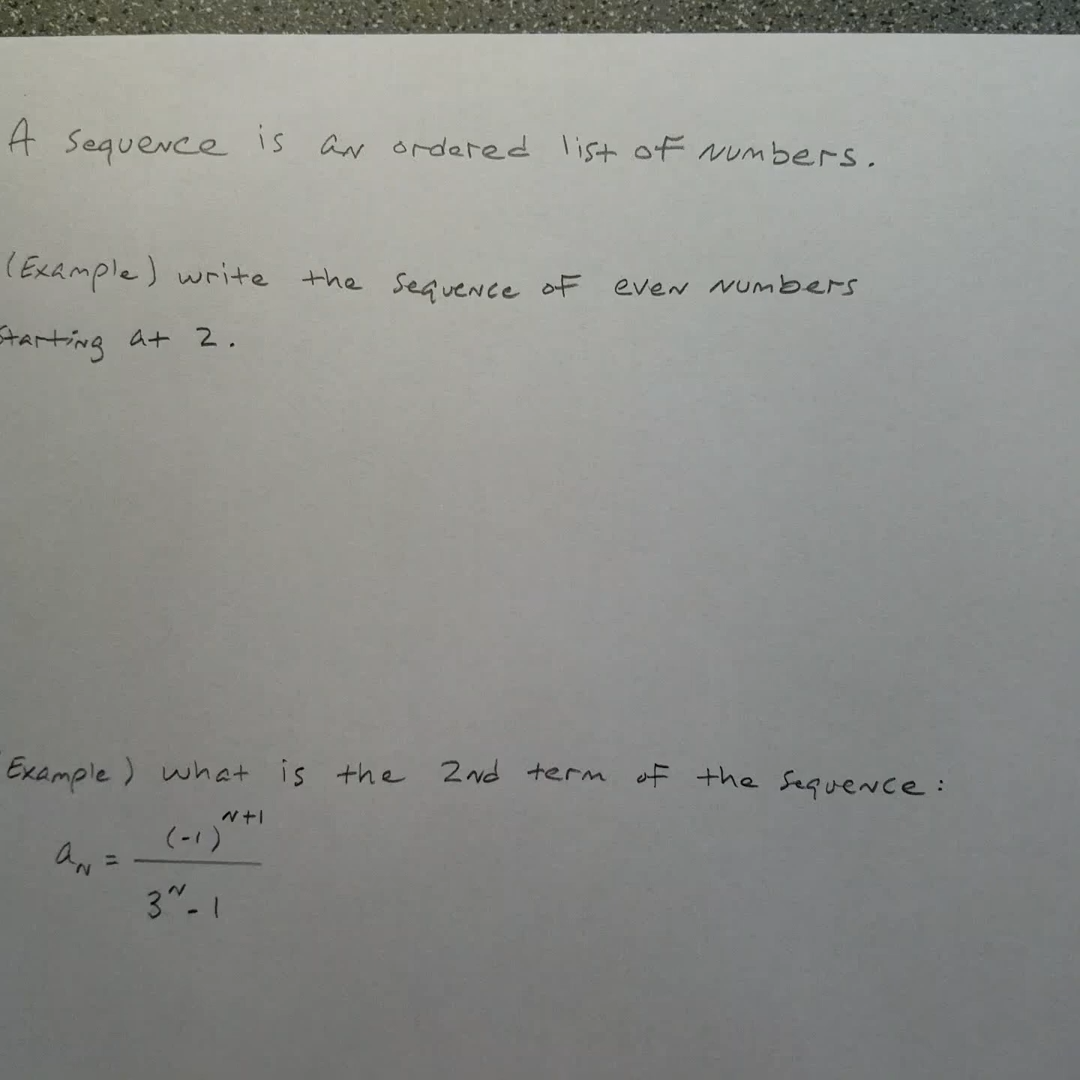 A sequence is an ordered list of numbers.
(Example) write the sequence of even numbers
starting at 2.
(Example) what is the 2nd term of the sequence:
a_N = (-1)^(N+1) / (3^N - 1)